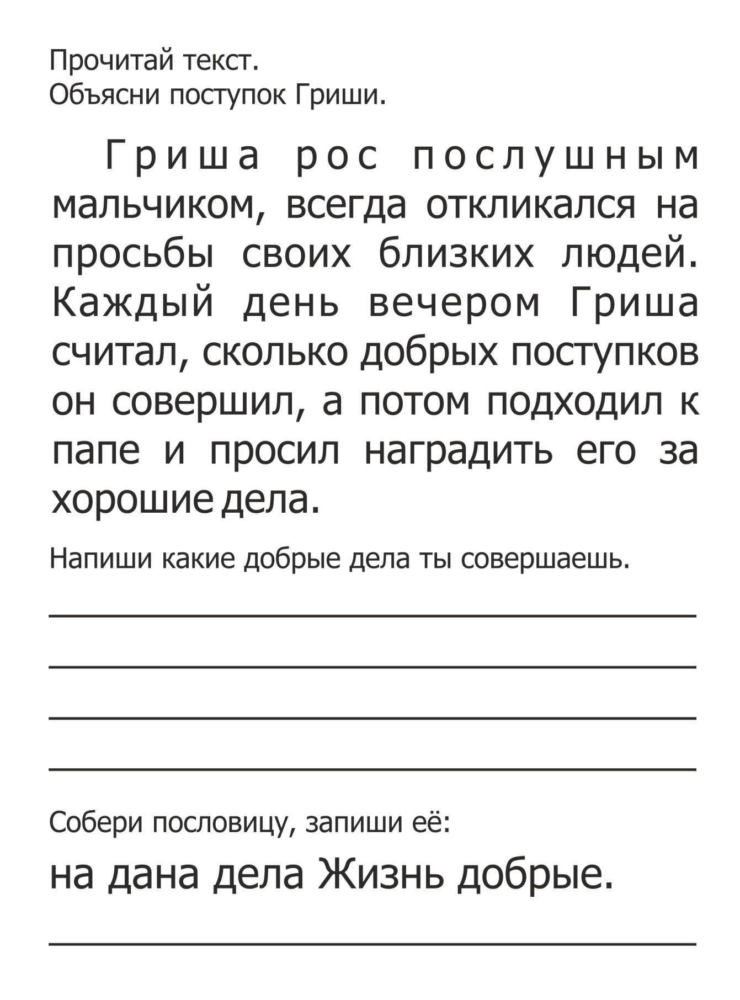 Прочитай текст.
Объясни поступок Гриши.
Гриша рос послушным
мальчиком, всегда откликался на
просьбы своих близких людей.
Каждый день вечером Гриша
считал, сколько добрых поступков
он совершил, а потом подходил к
папе и просил наградить его за
хорошие дела.
Напиши какие добрые дела ты совершаешь.
Собери пословицу, запиши её:
на дана дела Жизнь добрые.